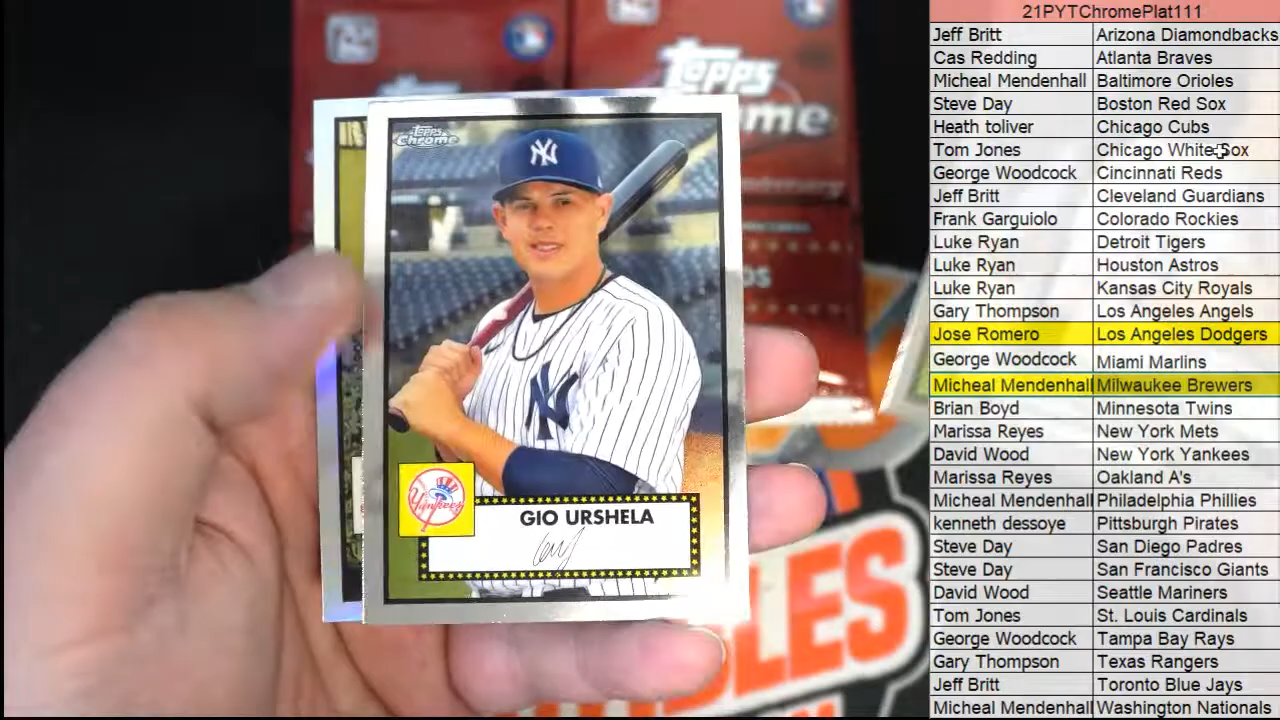 21PYTChromePlat111
Jeff Britt Arizona Diamondbacks
Cas Redding Atlanta Braves
Micheal Mendenhall Baltimore Orioles
Steve Day Boston Red Sox
Heath toliver Chicago Cubs
Tom Jones Chicago White Sox
George Woodcock Cincinnati Reds
Jeff Britt Cleveland Guardians
Frank Garguiolo Colorado Rockies
Luke Ryan Detroit Tigers
Luke Ryan Houston Astros
Luke Ryan Kansas City Royals
Gary Thompson Los Angeles Angels
Jose Romero Los Angeles Dodgers
George Woodcock Miami Marlins
Micheal Mendenhall Milwaukee Brewers
Brian Boyd Minnesota Twins
Marissa Reyes New York Mets
David Wood New York Yankees
Marissa Reyes Oakland A's
Micheal Mendenhall Philadelphia Phillies
kenneth dessoye Pittsburgh Pirates
Steve Day San Diego Padres
Steve Day San Francisco Giants
David Wood Seattle Mariners
Tom Jones St. Louis Cardinals
George Woodcock Tampa Bay Rays
Gary Thompson Texas Rangers
Jeff Britt Toronto Blue Jays
Micheal Mendenhall Washington Nationals
Topps
Chrome
NY
NY
Yankees
GIO URSHELA
Topps